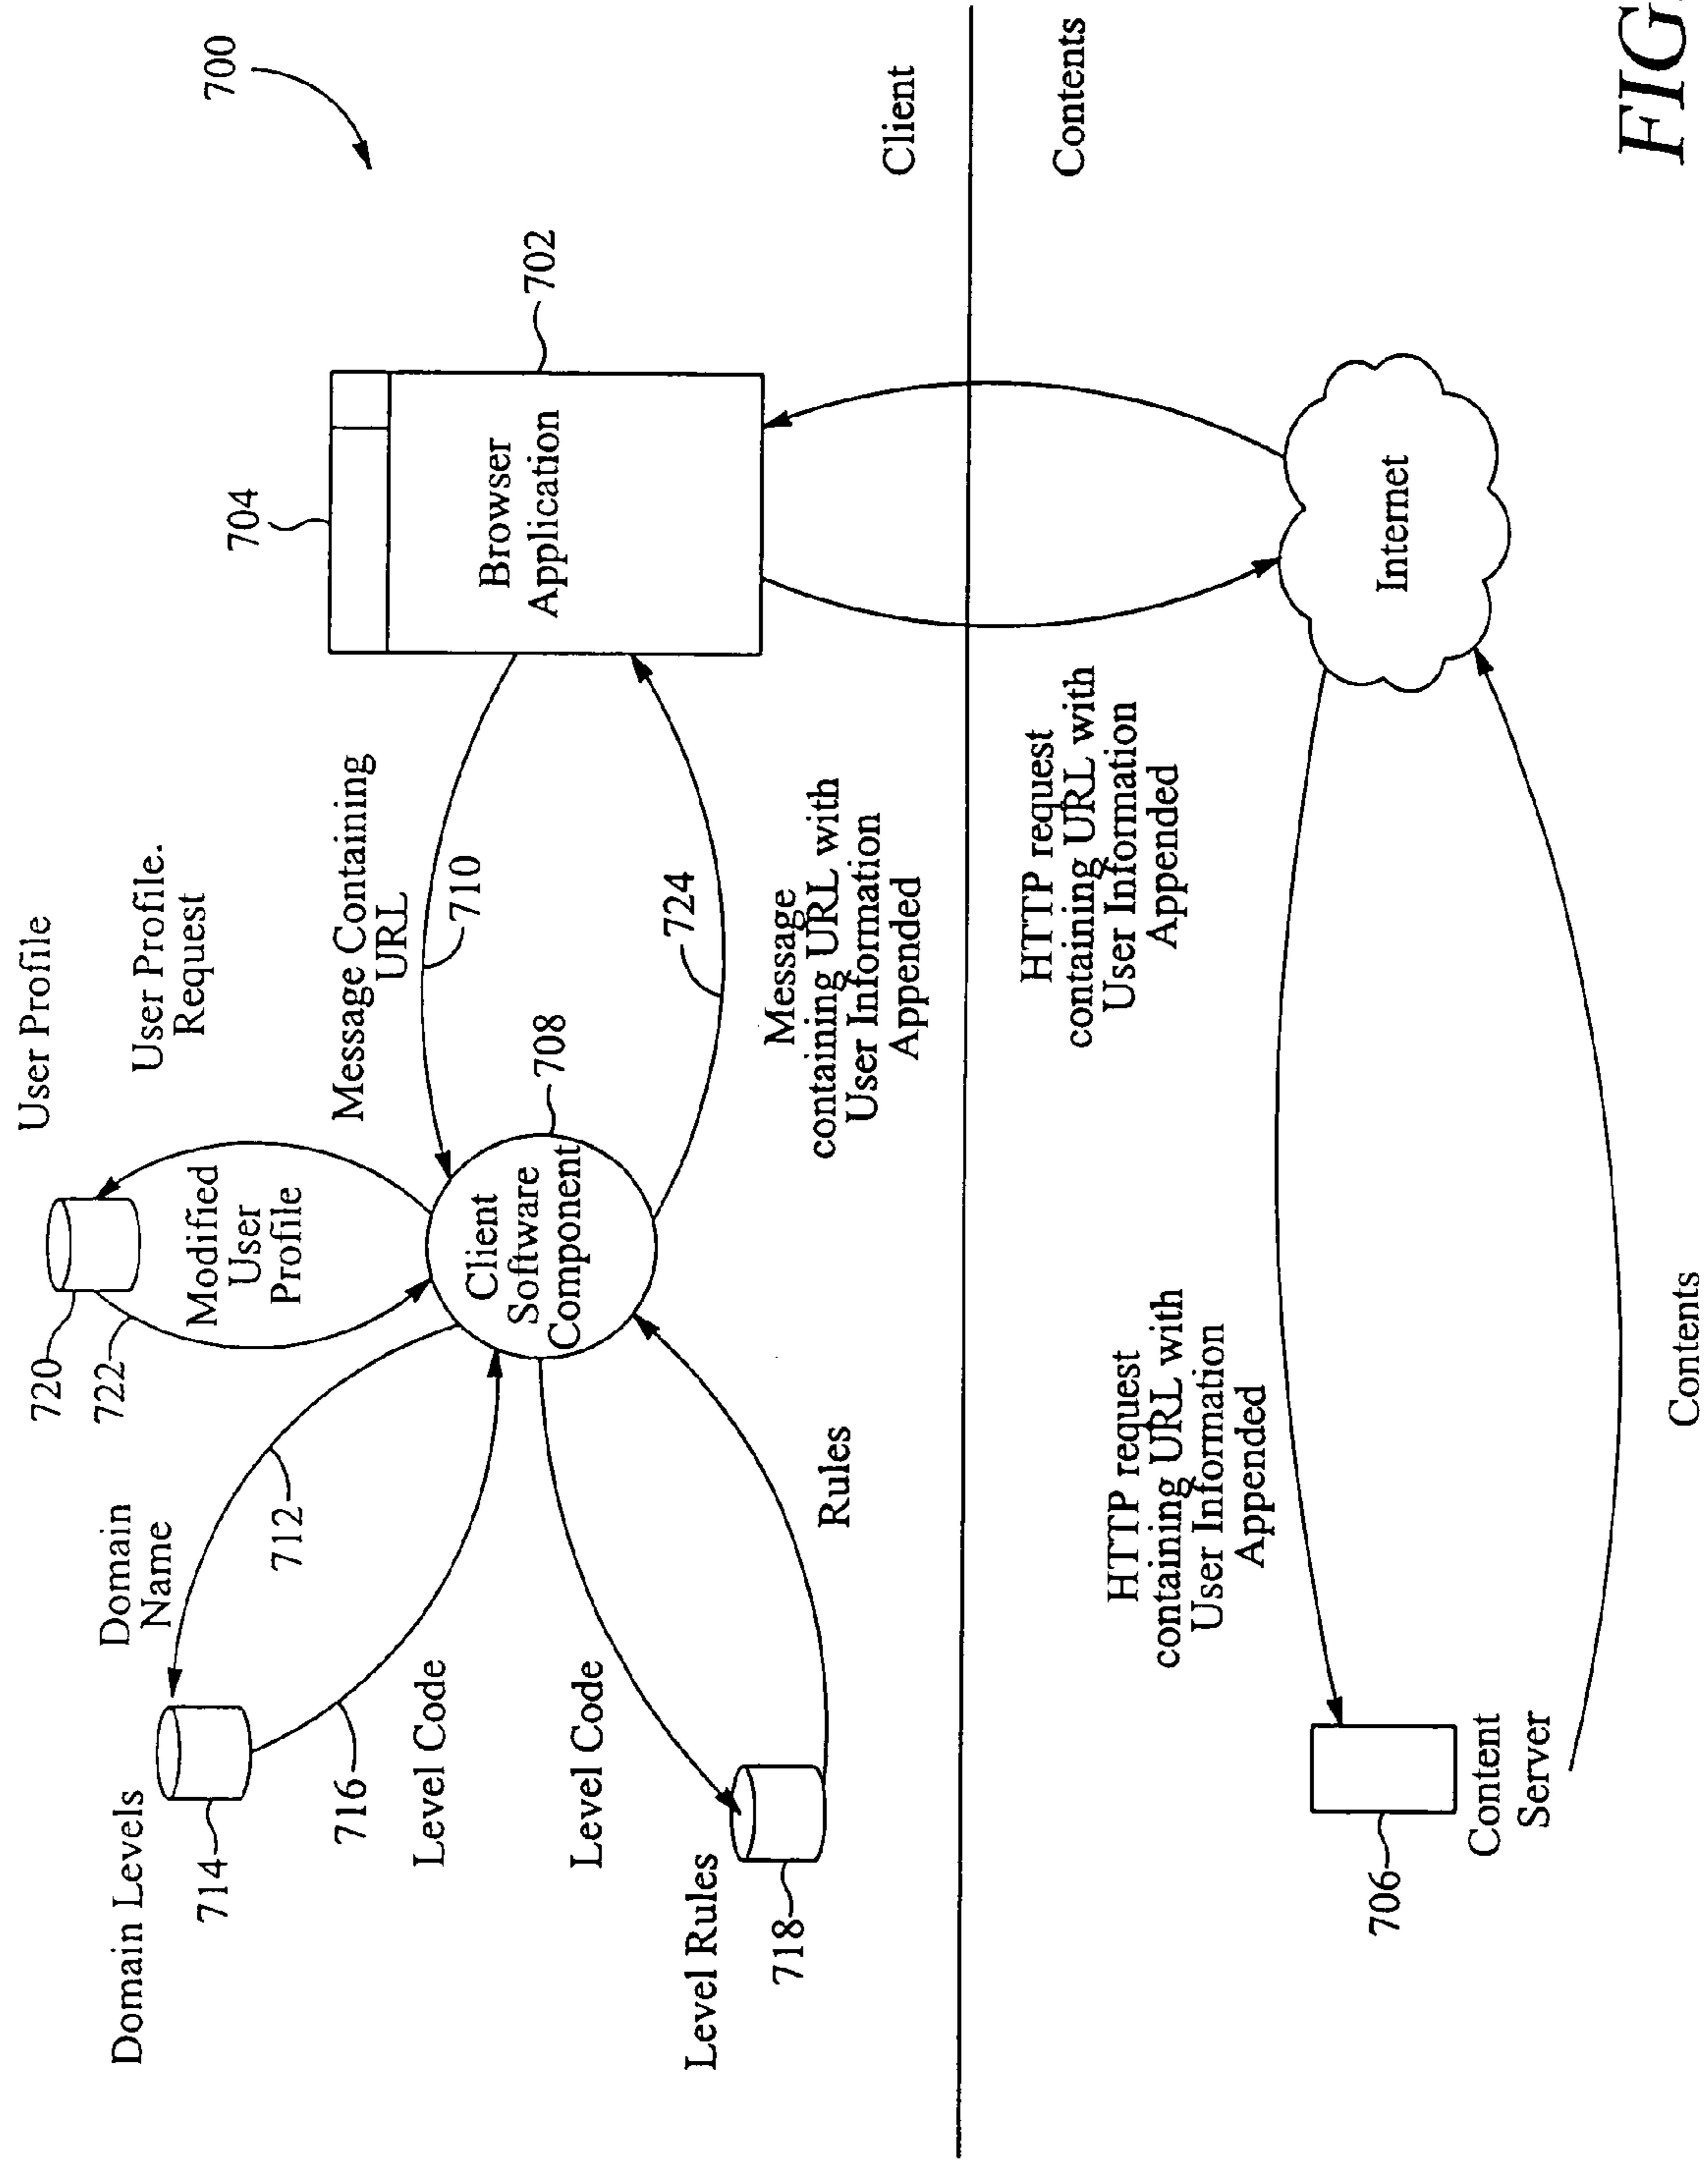 700
User Profile
User Profile.
Request
720
722
Modified
User
Profile
Domain Levels
714
Domain
Name
712
716
Level Code
Level Code
Level Rules
718
Rules
Client
Software
Component
708
Message Containing
URL
710
724
Message
containing URL with
User Information
Appended
704
Browser
Application
702
Client
Contents
HTTP request
containing URL with
User Information
Appended
Internet
HTTP request
containing URL with
User Information
Appended
706
Content
Server
Contents
FIG.